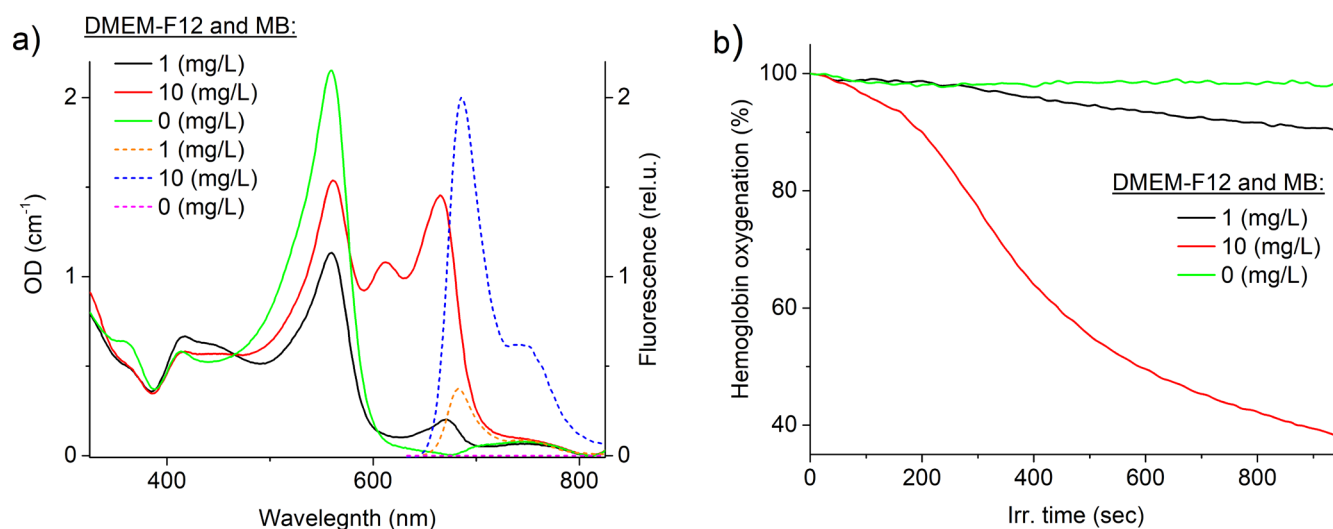 a)
DMEM-F12 and MB:
1 (mg/L)
10 (mg/L)
0 (mg/L)
1 (mg/L)
10 (mg/L)
0 (mg/L)
OD (cm⁻¹)
2
1
0
400
600
800
Wavelegnth (nm)
2
1
0
Fluorescence (rel.u.)
b)
Hemoglobin oxygenation (%)
100
80
60
40
DMEM-F12 and MB:
1 (mg/L)
10 (mg/L)
0 (mg/L)
0
200
400
600
800
Irr. time (sec)